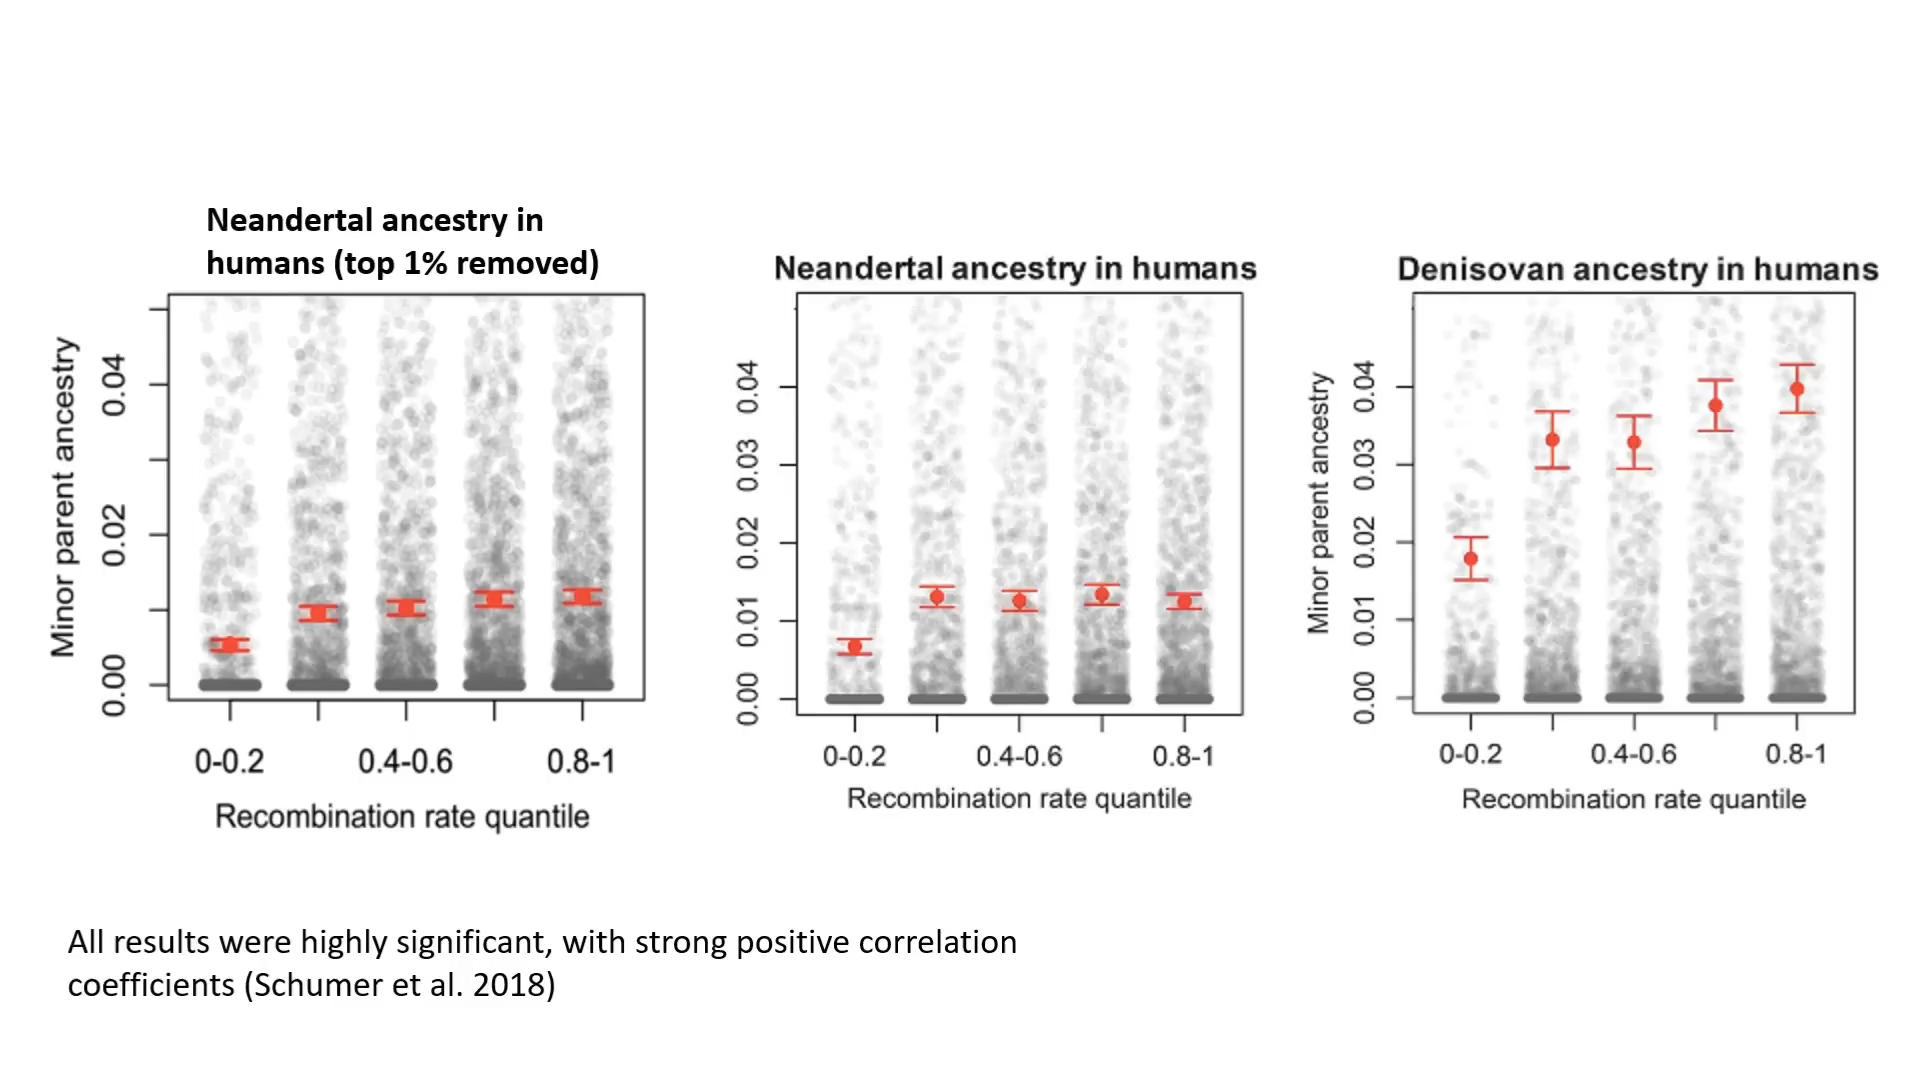 Neandertal ancestry in
humans (top 1% removed)
Minor parent ancestry
0.04
0.02
0.00
0-0.2
0.4-0.6
0.8-1
Recombination rate quantile
Neandertal ancestry in humans
0.04
0.03
0.02
0.01
0.00
0-0.2
0.4-0.6
0.8-1
Recombination rate quantile
Denisovan ancestry in humans
Minor parent ancestry
0.04
0.03
0.02
0.01
0.00
0-0.2
0.4-0.6
0.8-1
Recombination rate quantile
All results were highly significant, with strong positive correlation
coefficients (Schumer et al. 2018)